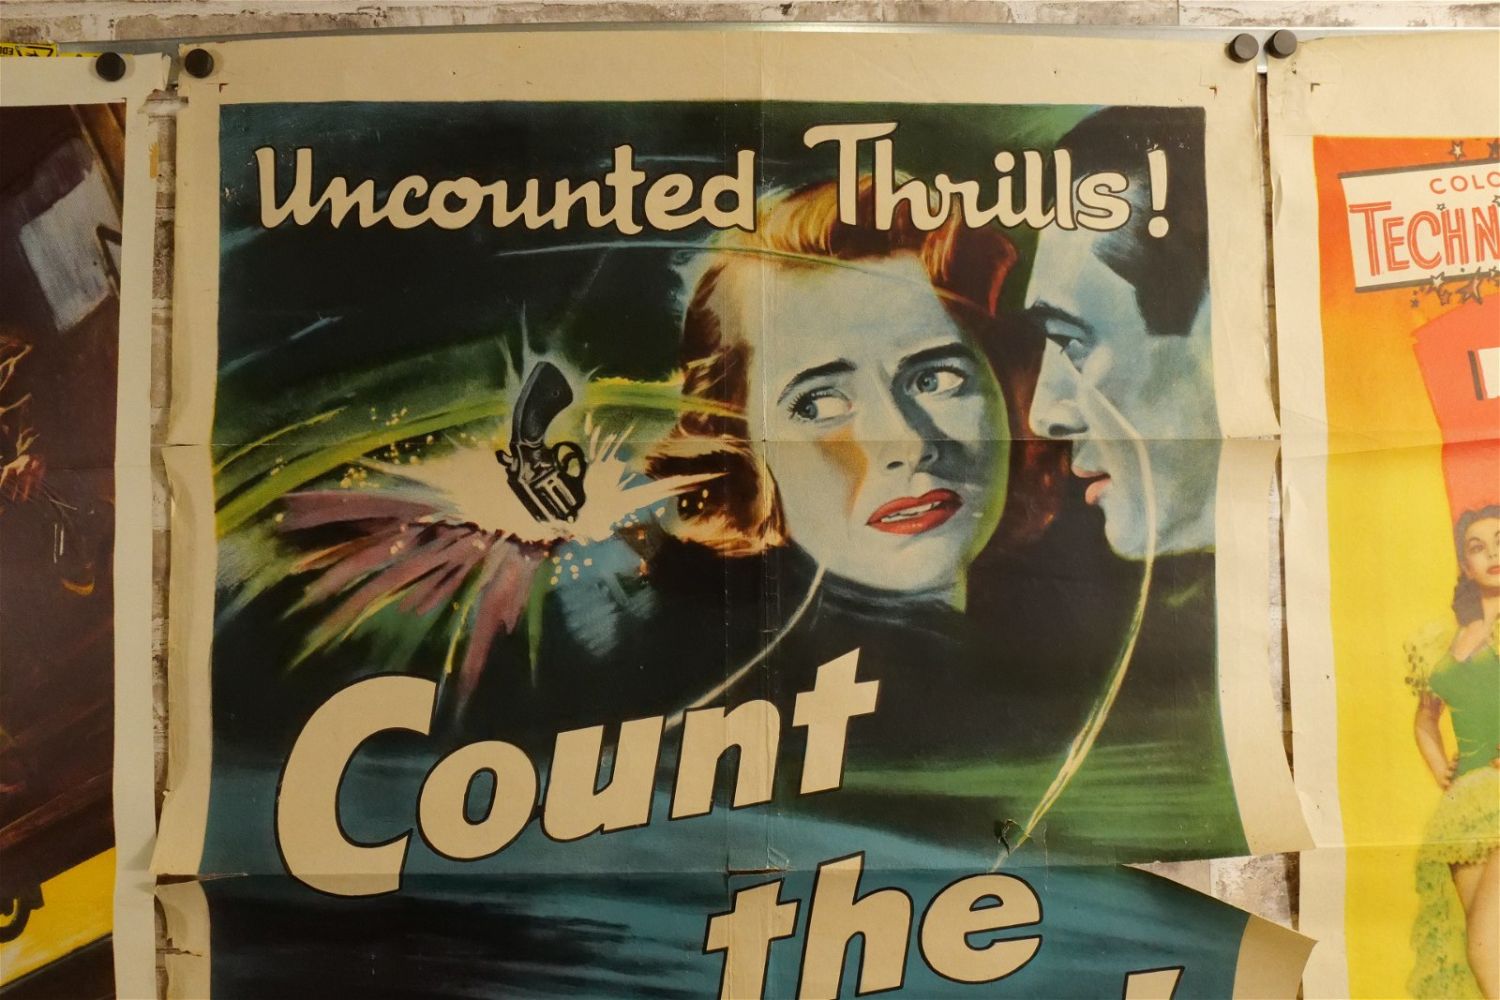 Uncounted Thrills!
Count
the
TECHN